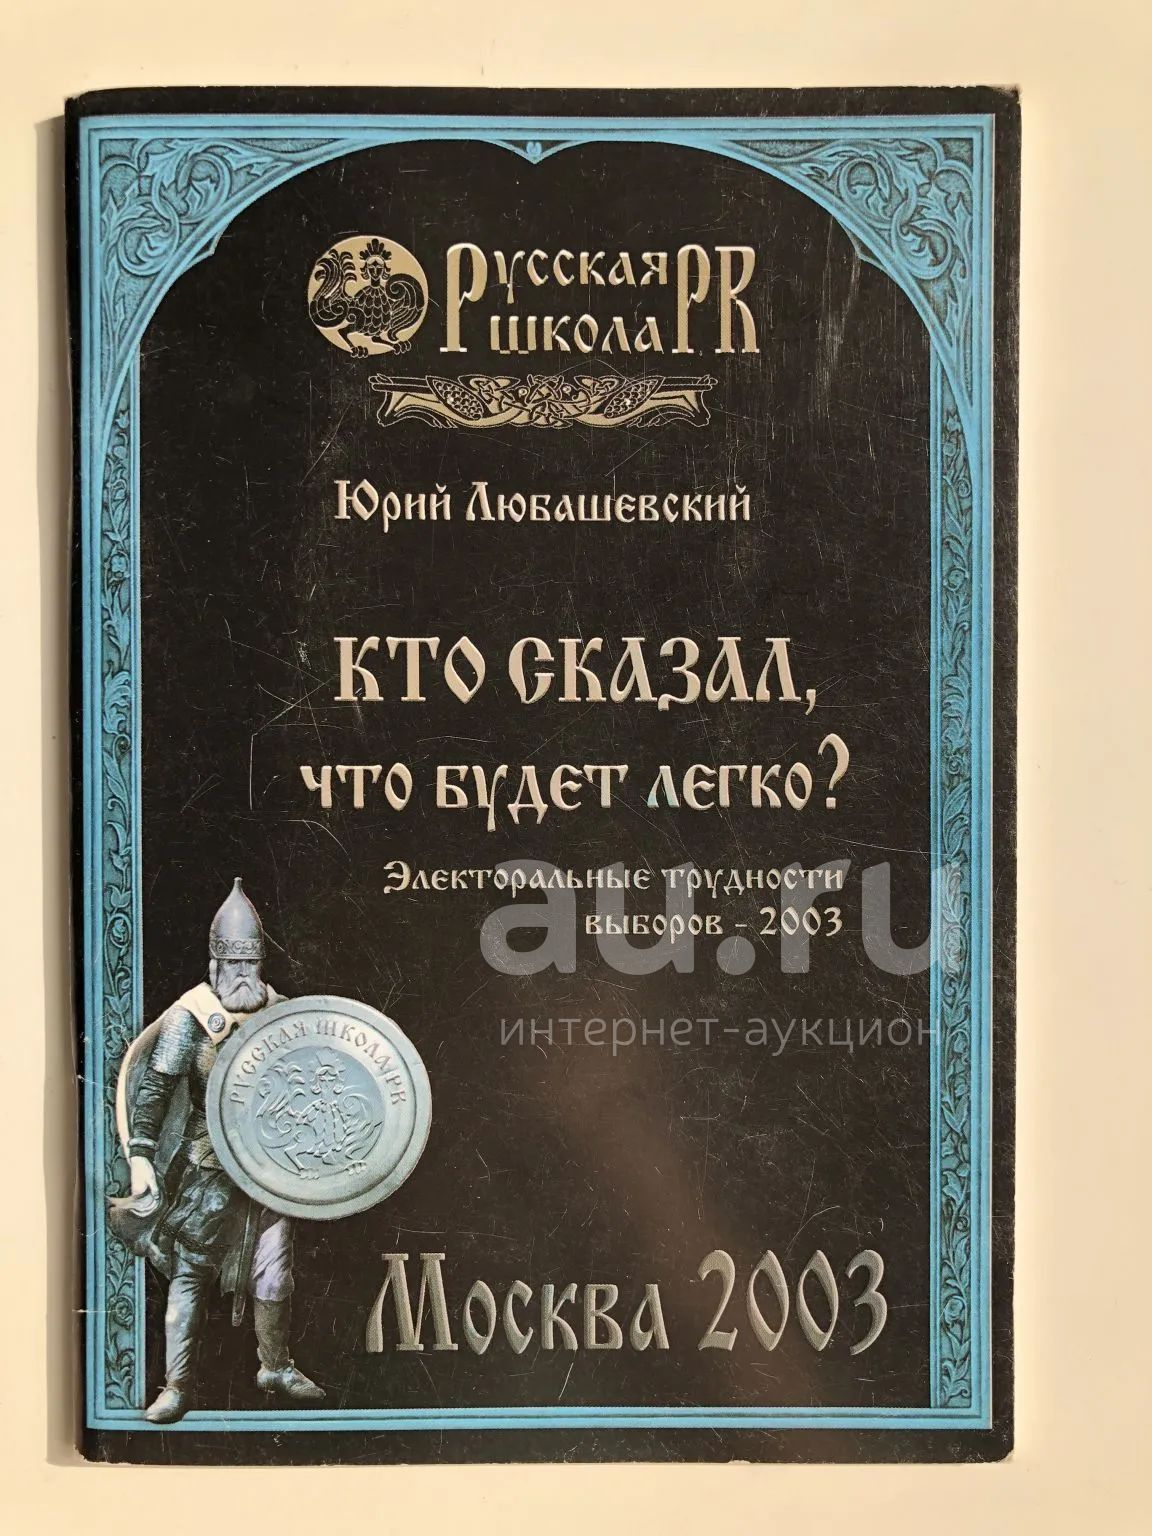 Русская
школа PR
Юрий Любашевский
КТО СКАЗАЛ,
ЧТО БУДЕТ ЛЕГКО?
Электоральные трудности
выборов - 2003
au.ru
интернет-аукцион
РУССКАЯ ШКОЛА PR
Москва 2003